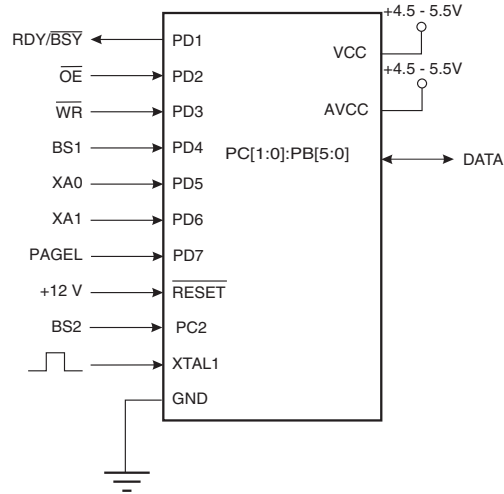 +4.5 - 5.5V
RDY/BSY PD1
VCC
OE PD2
+4.5 - 5.5V
WR PD3 AVCC
BS1 PD4 PC[1:0]:PB[5:0] DATA
XA0 PD5
XA1 PD6
PAGEL PD7
+12 V RESET
BS2 PC2
XTAL1
GND